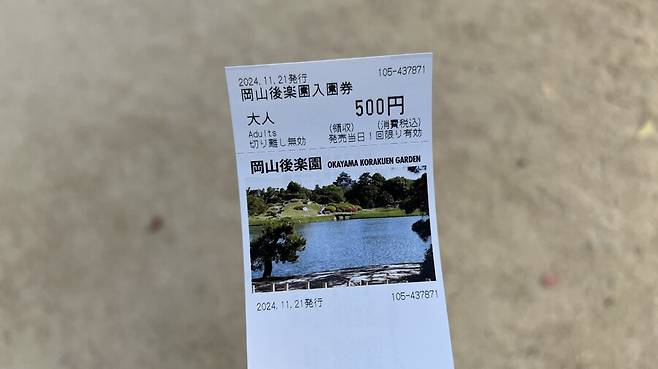 2024.11.21発行 105-437871
岡山後楽園入園券
大人 500円
Adults (領収) (消費税込)
切り離し無効 発売当日1回限り有効
岡山後楽園 OKAYAMA KORAKUEN GARDEN
2024.11.21発行 105-437871